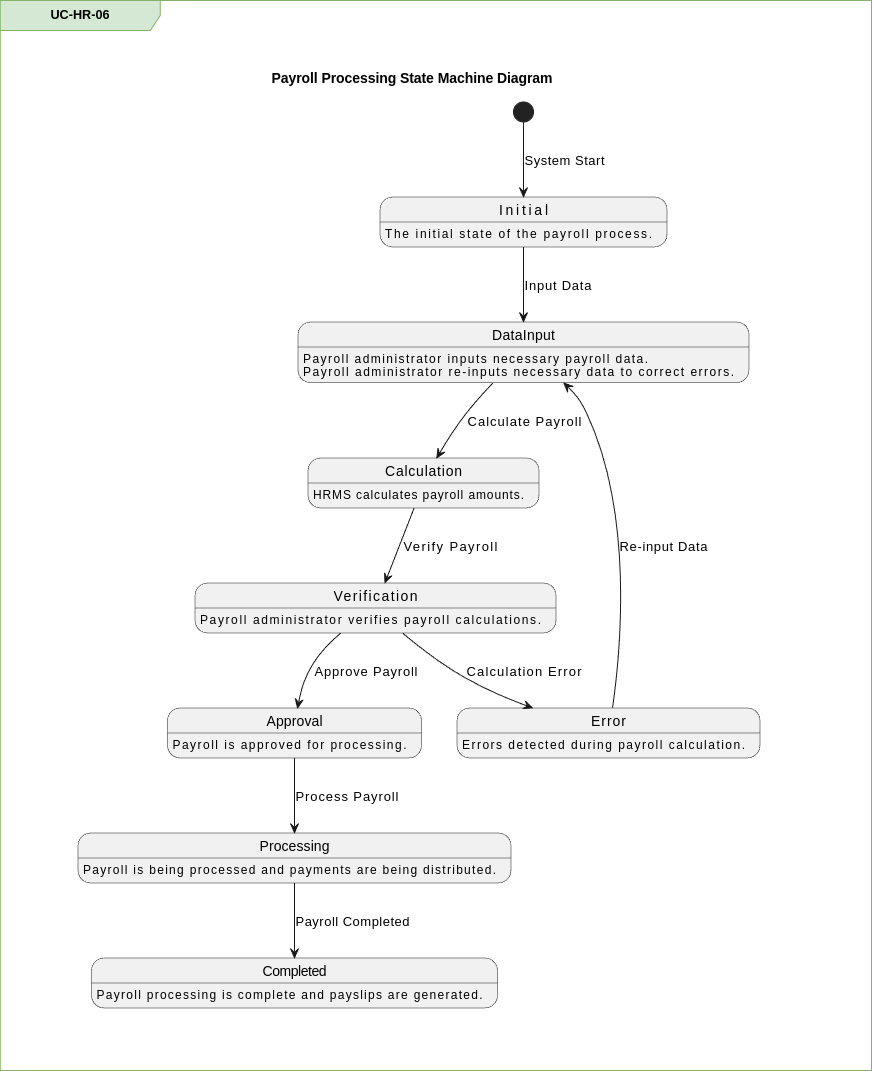 UC-HR-06
Payroll Processing State Machine Diagram
System Start
Initial
The initial state of the payroll process.
Input Data
DataInput
Payroll administrator inputs necessary payroll data.
Payroll administrator re-inputs necessary data to correct errors.
Calculate Payroll
Calculation
HRMS calculates payroll amounts.
Verify Payroll
Re-input Data
Verification
Payroll administrator verifies payroll calculations.
Approve Payroll
Calculation Error
Approval
Payroll is approved for processing.
Error
Errors detected during payroll calculation.
Process Payroll
Processing
Payroll is being processed and payments are being distributed.
Payroll Completed
Completed
Payroll processing is complete and payslips are generated.